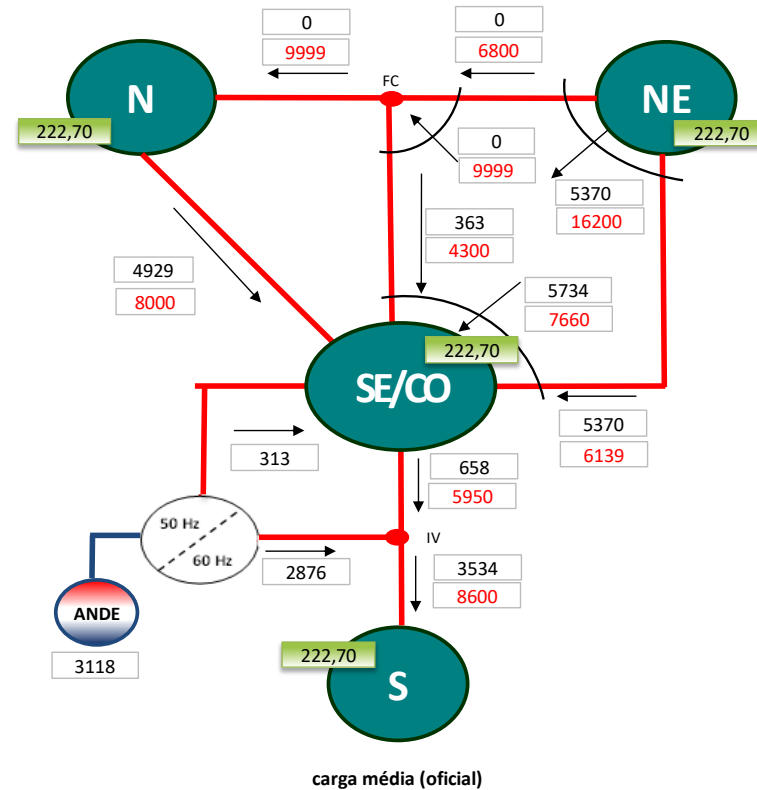 0
9999
0
6800
FC
N
NE
222,70
222,70
0
9999
5370
16200
363
4300
4929
8000
5734
7660
222,70
SE/CO
5370
6139
313
658
5950
50 Hz
60 Hz
IV
2876
3534
8600
ANDE
3118
222,70
S
carga média (oficial)